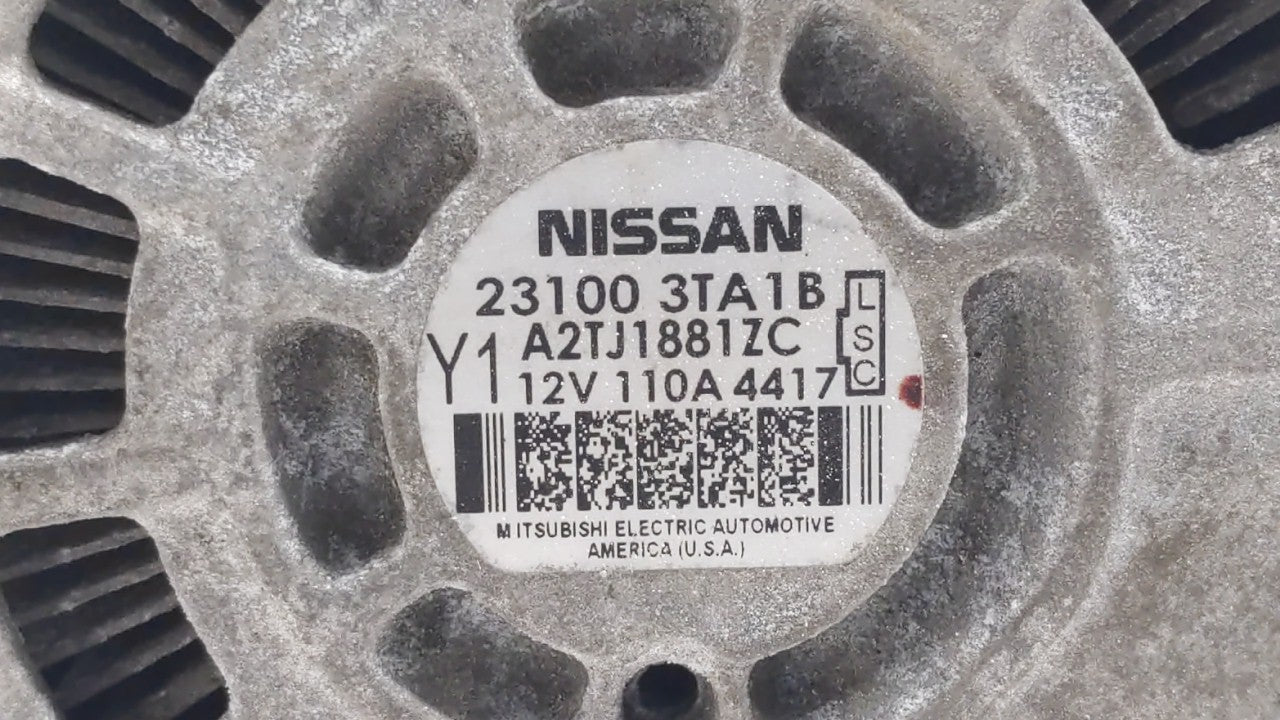 NISSAN
23100 3TA1B
A2TJ1881ZC
Y1
12V 110A 4417
L
S
C
MITSUBISHI ELECTRIC AUTOMOTIVE
AMERICA (U.S.A.)